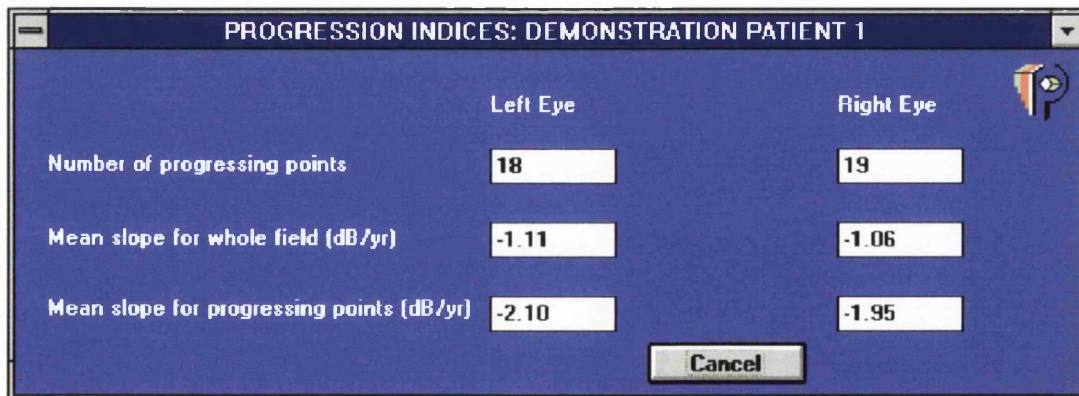 PROGRESSION INDICES: DEMONSTRATION PATIENT 1
Left Eye Right Eye
Number of progressing points 18 19
Mean slope for whole field (dB/yr) -1.11 -1.06
Mean slope for progressing points (dB/yr) -2.10 -1.95
Cancel